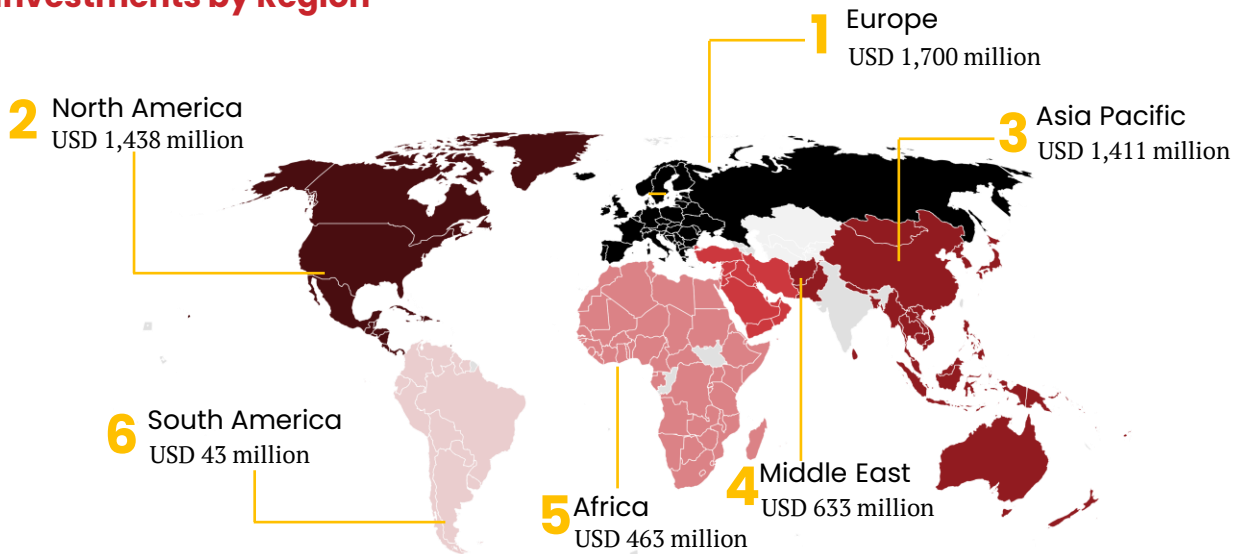 Investments by Region
1 Europe
USD 1,700 million
2 North America
USD 1,438 million
3 Asia Pacific
USD 1,411 million
6 South America
USD 43 million
4 Middle East
USD 633 million
5 Africa
USD 463 million